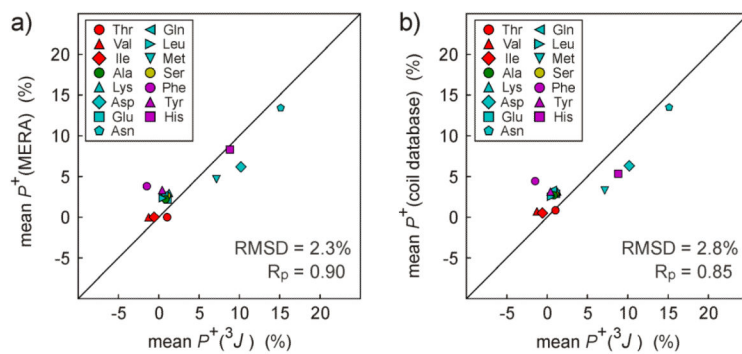 a)
20
15
10
5
0
-5
mean P⁺(MERA) (%)
Thr Gln
Val Leu
Ile Met
Ala Ser
Lys Phe
Asp Tyr
Glu His
Asn
RMSD = 2.3%
Rₚ = 0.90
-5 0 5 10 15 20
mean P⁺(³J) (%)
b)
20
15
10
5
0
-5
mean P⁺(coil database) (%)
Thr Gln
Val Leu
Ile Met
Ala Ser
Lys Phe
Asp Tyr
Glu His
Asn
RMSD = 2.8%
Rₚ = 0.85
-5 0 5 10 15 20
mean P⁺(³J) (%)